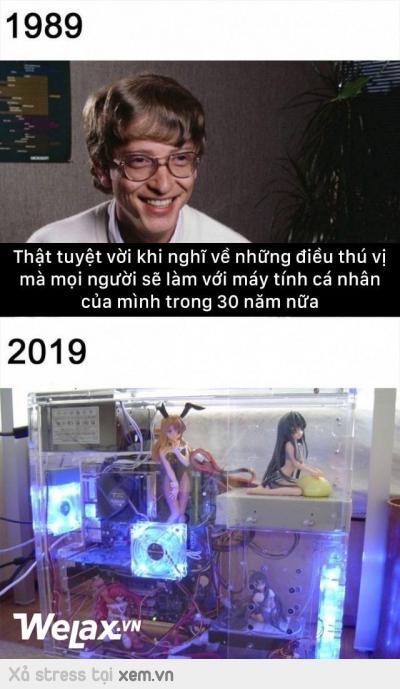 1989
Thật tuyệt vời khi nghĩ về những điều thú vị
mà mọi người sẽ làm với máy tính cá nhân
của mình trong 30 năm nữa
2019
WeLax.VN
Xả stress tại xem.vn